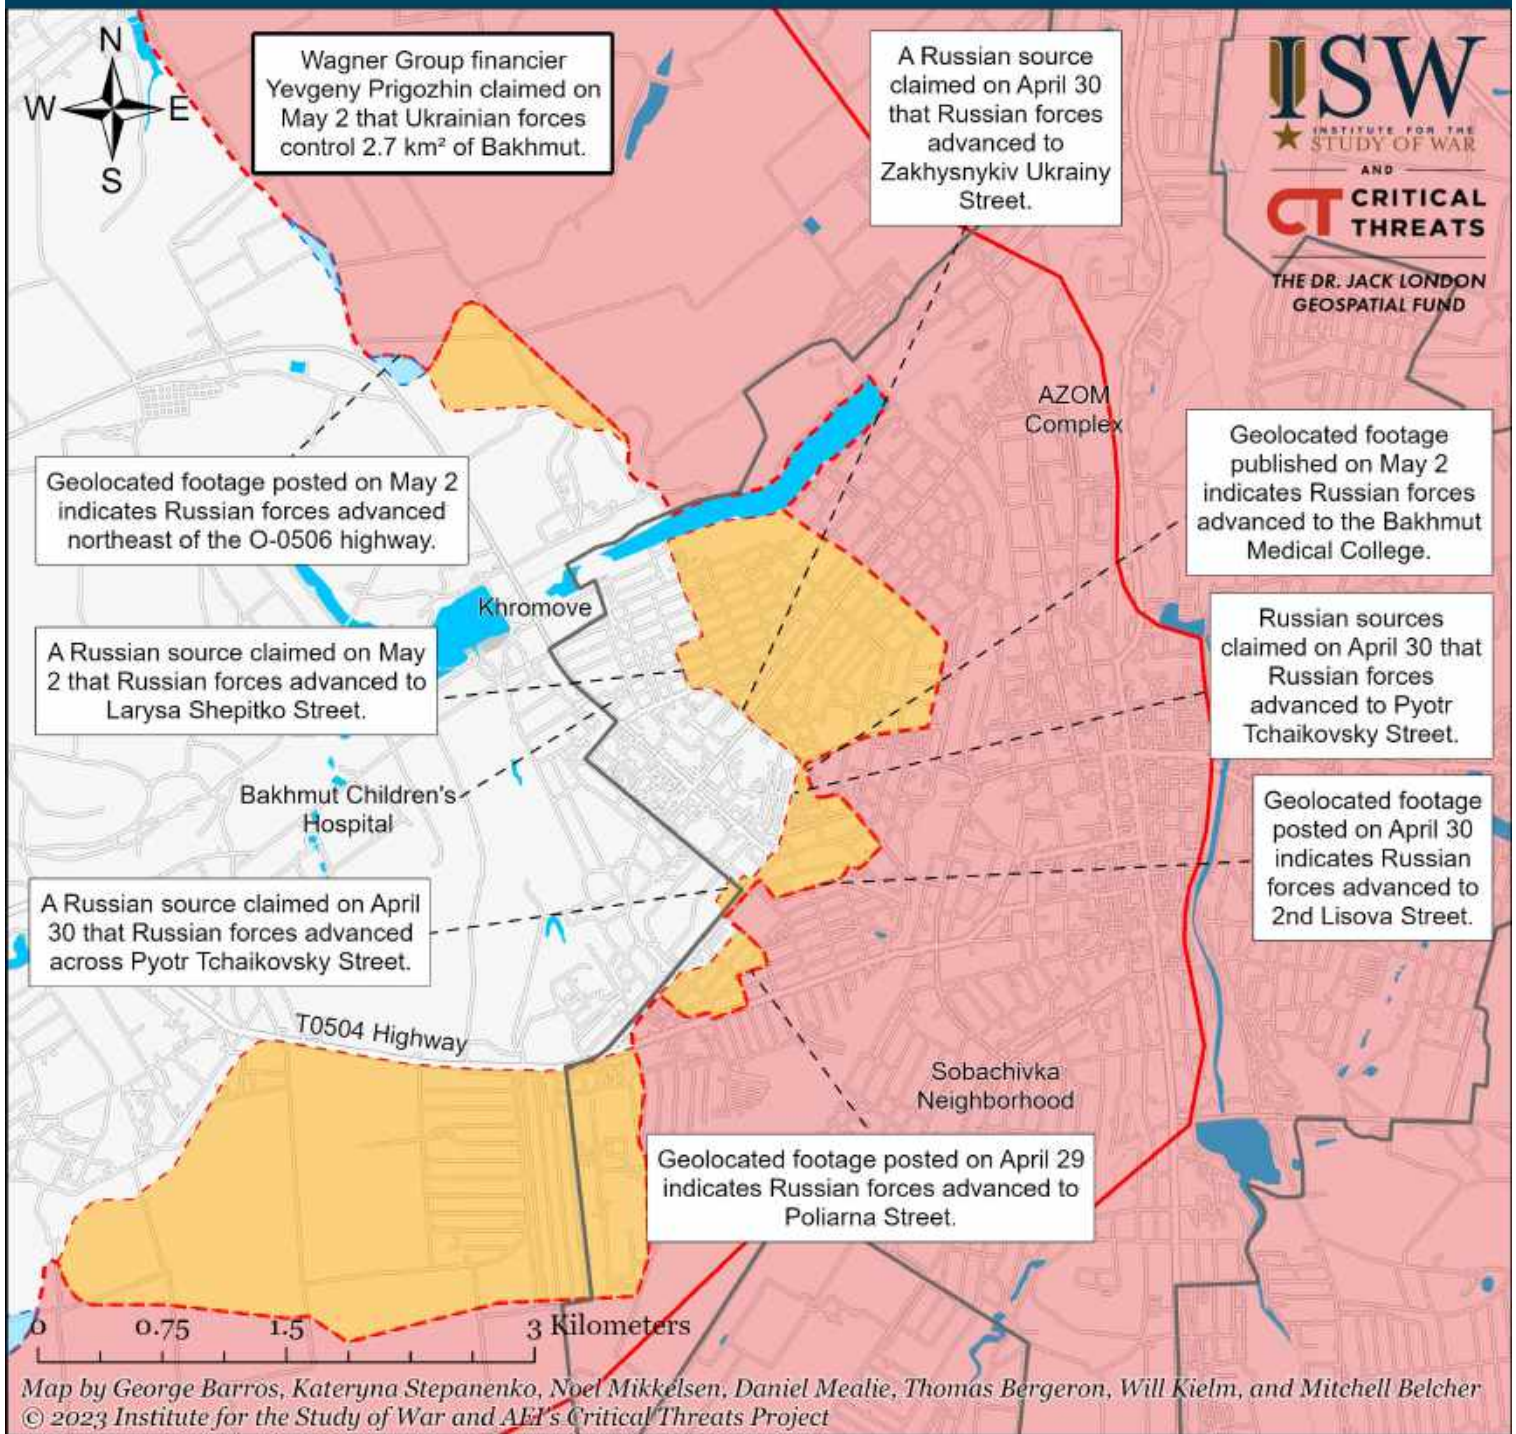 N
W
E
S
Wagner Group financier
Yevgeny Prigozhin claimed on
May 2 that Ukrainian forces
control 2.7 km² of Bakhmut.
A Russian source
claimed on April 30
that Russian forces
advanced to
Zakhysnykiv Ukrainy
Street.
ISW
INSTITUTE FOR THE
STUDY OF WAR
AND
CT CRITICAL
THREATS
THE DR. JACK LONDON
GEOSPATIAL FUND
AZOM
Complex
Geolocated footage
published on May 2
indicates Russian forces
advanced to the Bakhmut
Medical College.
Geolocated footage posted on May 2
indicates Russian forces advanced
northeast of the O-0506 highway.
Khromove
Russian sources
claimed on April 30 that
Russian forces
advanced to Pyotr
Tchaikovsky Street.
A Russian source claimed on May
2 that Russian forces advanced to
Larysa Shepitko Street.
Bakhmut Children's
Hospital
Geolocated footage
posted on April 30
indicates Russian
forces advanced to
2nd Lisova Street.
A Russian source claimed on April
30 that Russian forces advanced
across Pyotr Tchaikovsky Street.
T0504 Highway
Sobachivka
Neighborhood
Geolocated footage posted on April 29
indicates Russian forces advanced to
Poliarna Street.
0 0.75 1.5 3 Kilometers
Map by George Barros, Kateryna Stepanenko, Noel Mikkelsen, Daniel Mealie, Thomas Bergeron, Will Kielm, and Mitchell Belcher
© 2023 Institute for the Study of War and AEI's Critical Threats Project